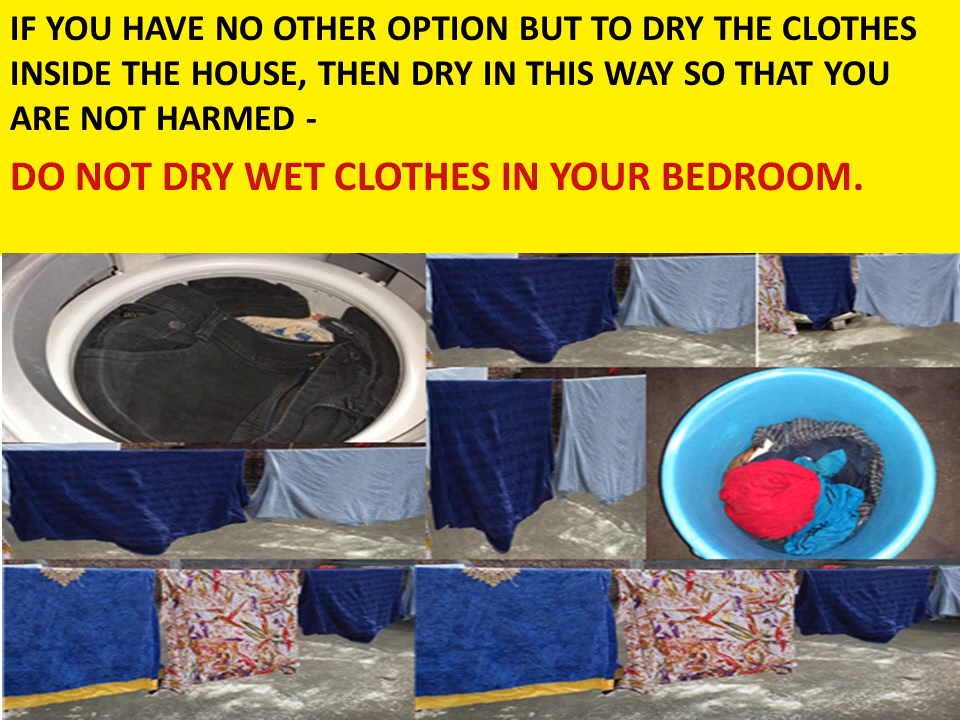 IF YOU HAVE NO OTHER OPTION BUT TO DRY THE CLOTHES
INSIDE THE HOUSE, THEN DRY IN THIS WAY SO THAT YOU
ARE NOT HARMED -
DO NOT DRY WET CLOTHES IN YOUR BEDROOM.